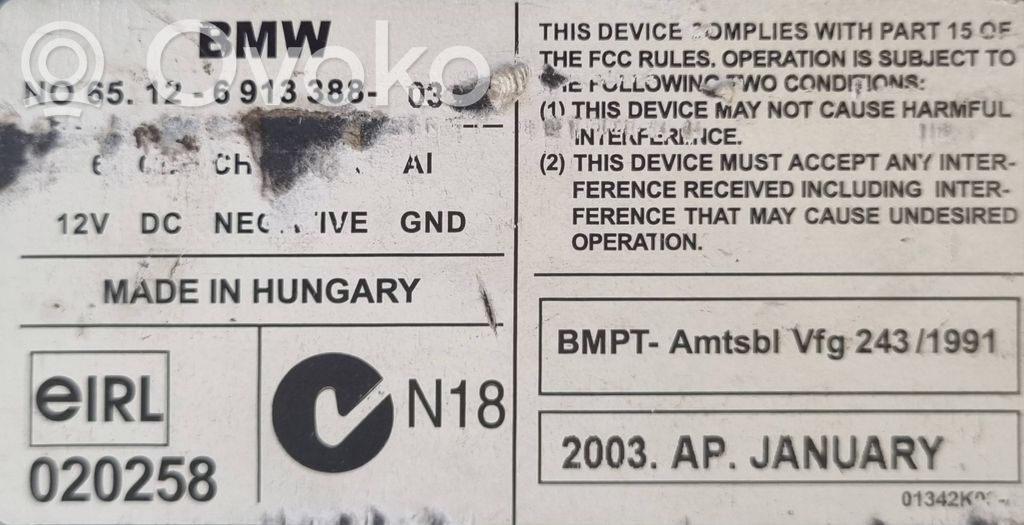 BMW
NO 65. 12 - 6 913 388- 03
AI
12V DC GND
MADE IN HUNGARY
eIRL
020258
N18
THIS DEVICE COMPLIES WITH PART 15 OF
THE FCC RULES. OPERATION IS SUBJECT TO
THE FOLLOWING TWO CONDITIONS:
(1) THIS DEVICE MAY NOT CAUSE HARMFUL
INTERFERENCE.
(2) THIS DEVICE MUST ACCEPT ANY INTER-
FERENCE RECEIVED INCLUDING INTER-
FERENCE THAT MAY CAUSE UNDESIRED
OPERATION.
BMPT- Amtsbl Vfg 243/1991
2003. AP. JANUARY
Ovoko